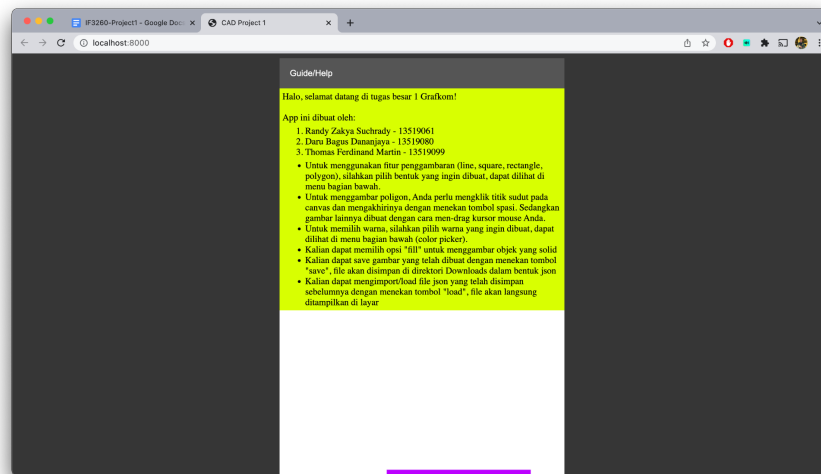 IF3260-Project1 - Google Docs
CAD Project 1
localhost:8000
Guide/Help
Halo, selamat datang di tugas besar 1 Grafkom!
App ini dibuat oleh:
1. Randy Zakya Suchrady - 13519061
2. Daru Bagus Dananjaya - 13519080
3. Thomas Ferdinand Martin - 13519099
• Untuk menggunakan fitur penggambaran (line, square, rectangle,
polygon), silahkan pilih bentuk yang ingin dibuat, dapat dilihat di
menu bagian bawah.
• Untuk menggambar poligon, Anda perlu mengklik titik sudut pada
canvas dan mengakhirinya dengan menekan tombol spasi. Sedangkan
gambar lainnya dibuat dengan cara men-drag kursor mouse Anda.
• Untuk memilih warna, silahkan pilih warna yang ingin dibuat, dapat
dilihat di menu bagian bawah (color picker).
• Kalian dapat memilih opsi "fill" untuk menggambar objek yang solid
• Kalian dapat save gambar yang telah dibuat dengan menekan tombol
"save", file akan disimpan di direktori Downloads dalam bentuk json
• Kalian dapat mengimport/load file json yang telah disimpan
sebelumnya dengan menekan tombol "load", file akan langsung
ditampilkan di layar